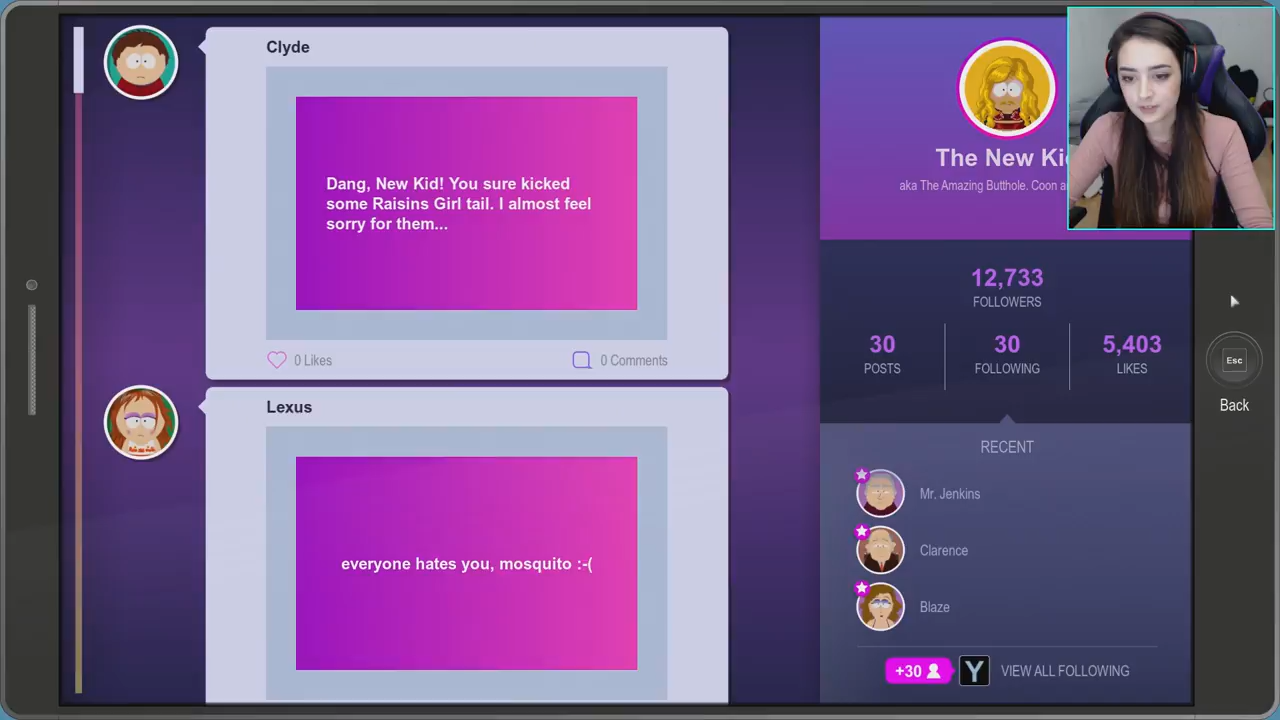 Clyde
Dang, New Kid! You sure kicked
some Raisins Girl tail. I almost feel
sorry for them...
0 Likes
0 Comments
Lexus
everyone hates you, mosquito :-(
The New Ki
aka The Amazing Butthole. Coon a
12,733
FOLLOWERS
30
POSTS
30
FOLLOWING
5,403
LIKES
RECENT
Mr. Jenkins
Clarence
Blaze
+30
Y
VIEW ALL FOLLOWING
Esc
Back